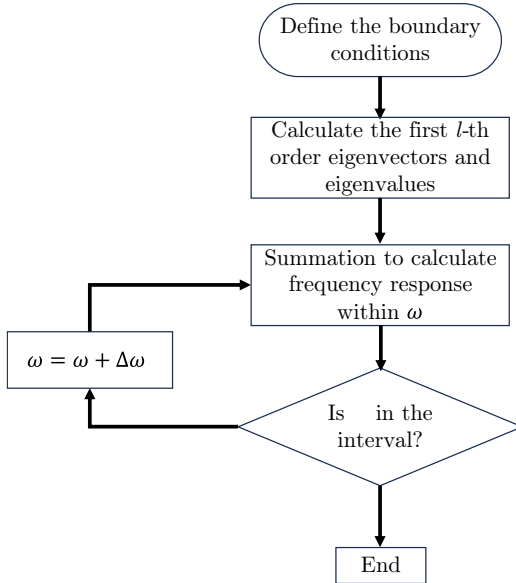 Define the boundary
conditions
Calculate the first l-th
order eigenvectors and
eigenvalues
Summation to calculate
frequency response
within ω
ω = ω + Δω
Is in the
interval?
End